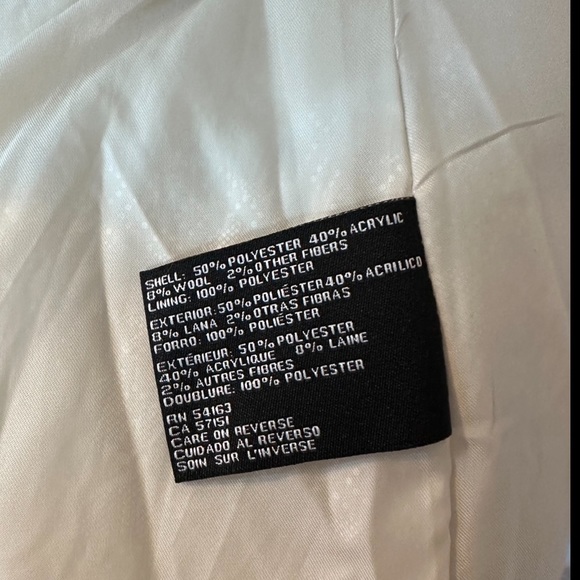 SHELL: 50% POLYESTER 40% ACRYLIC
8% WOOL 2% OTHER FIBERS
LINING: 100% POLYESTER
EXTERIOR: 50% POLIÉSTER 40% ACRILICO
8% LANA 2% OTRAS FIBRAS
FORRO: 100% POLIÉSTER
EXTÉRIEUR: 50% POLYESTER
40% ACRYLIQUE 8% LAINE
2% AUTRES FIBRES
DOUBLURE: 100% POLYESTER
RN 54163
CA 57151
CARE ON REVERSE
CUIDADO AL REVERSO
SOIN SUR L'INVERSE